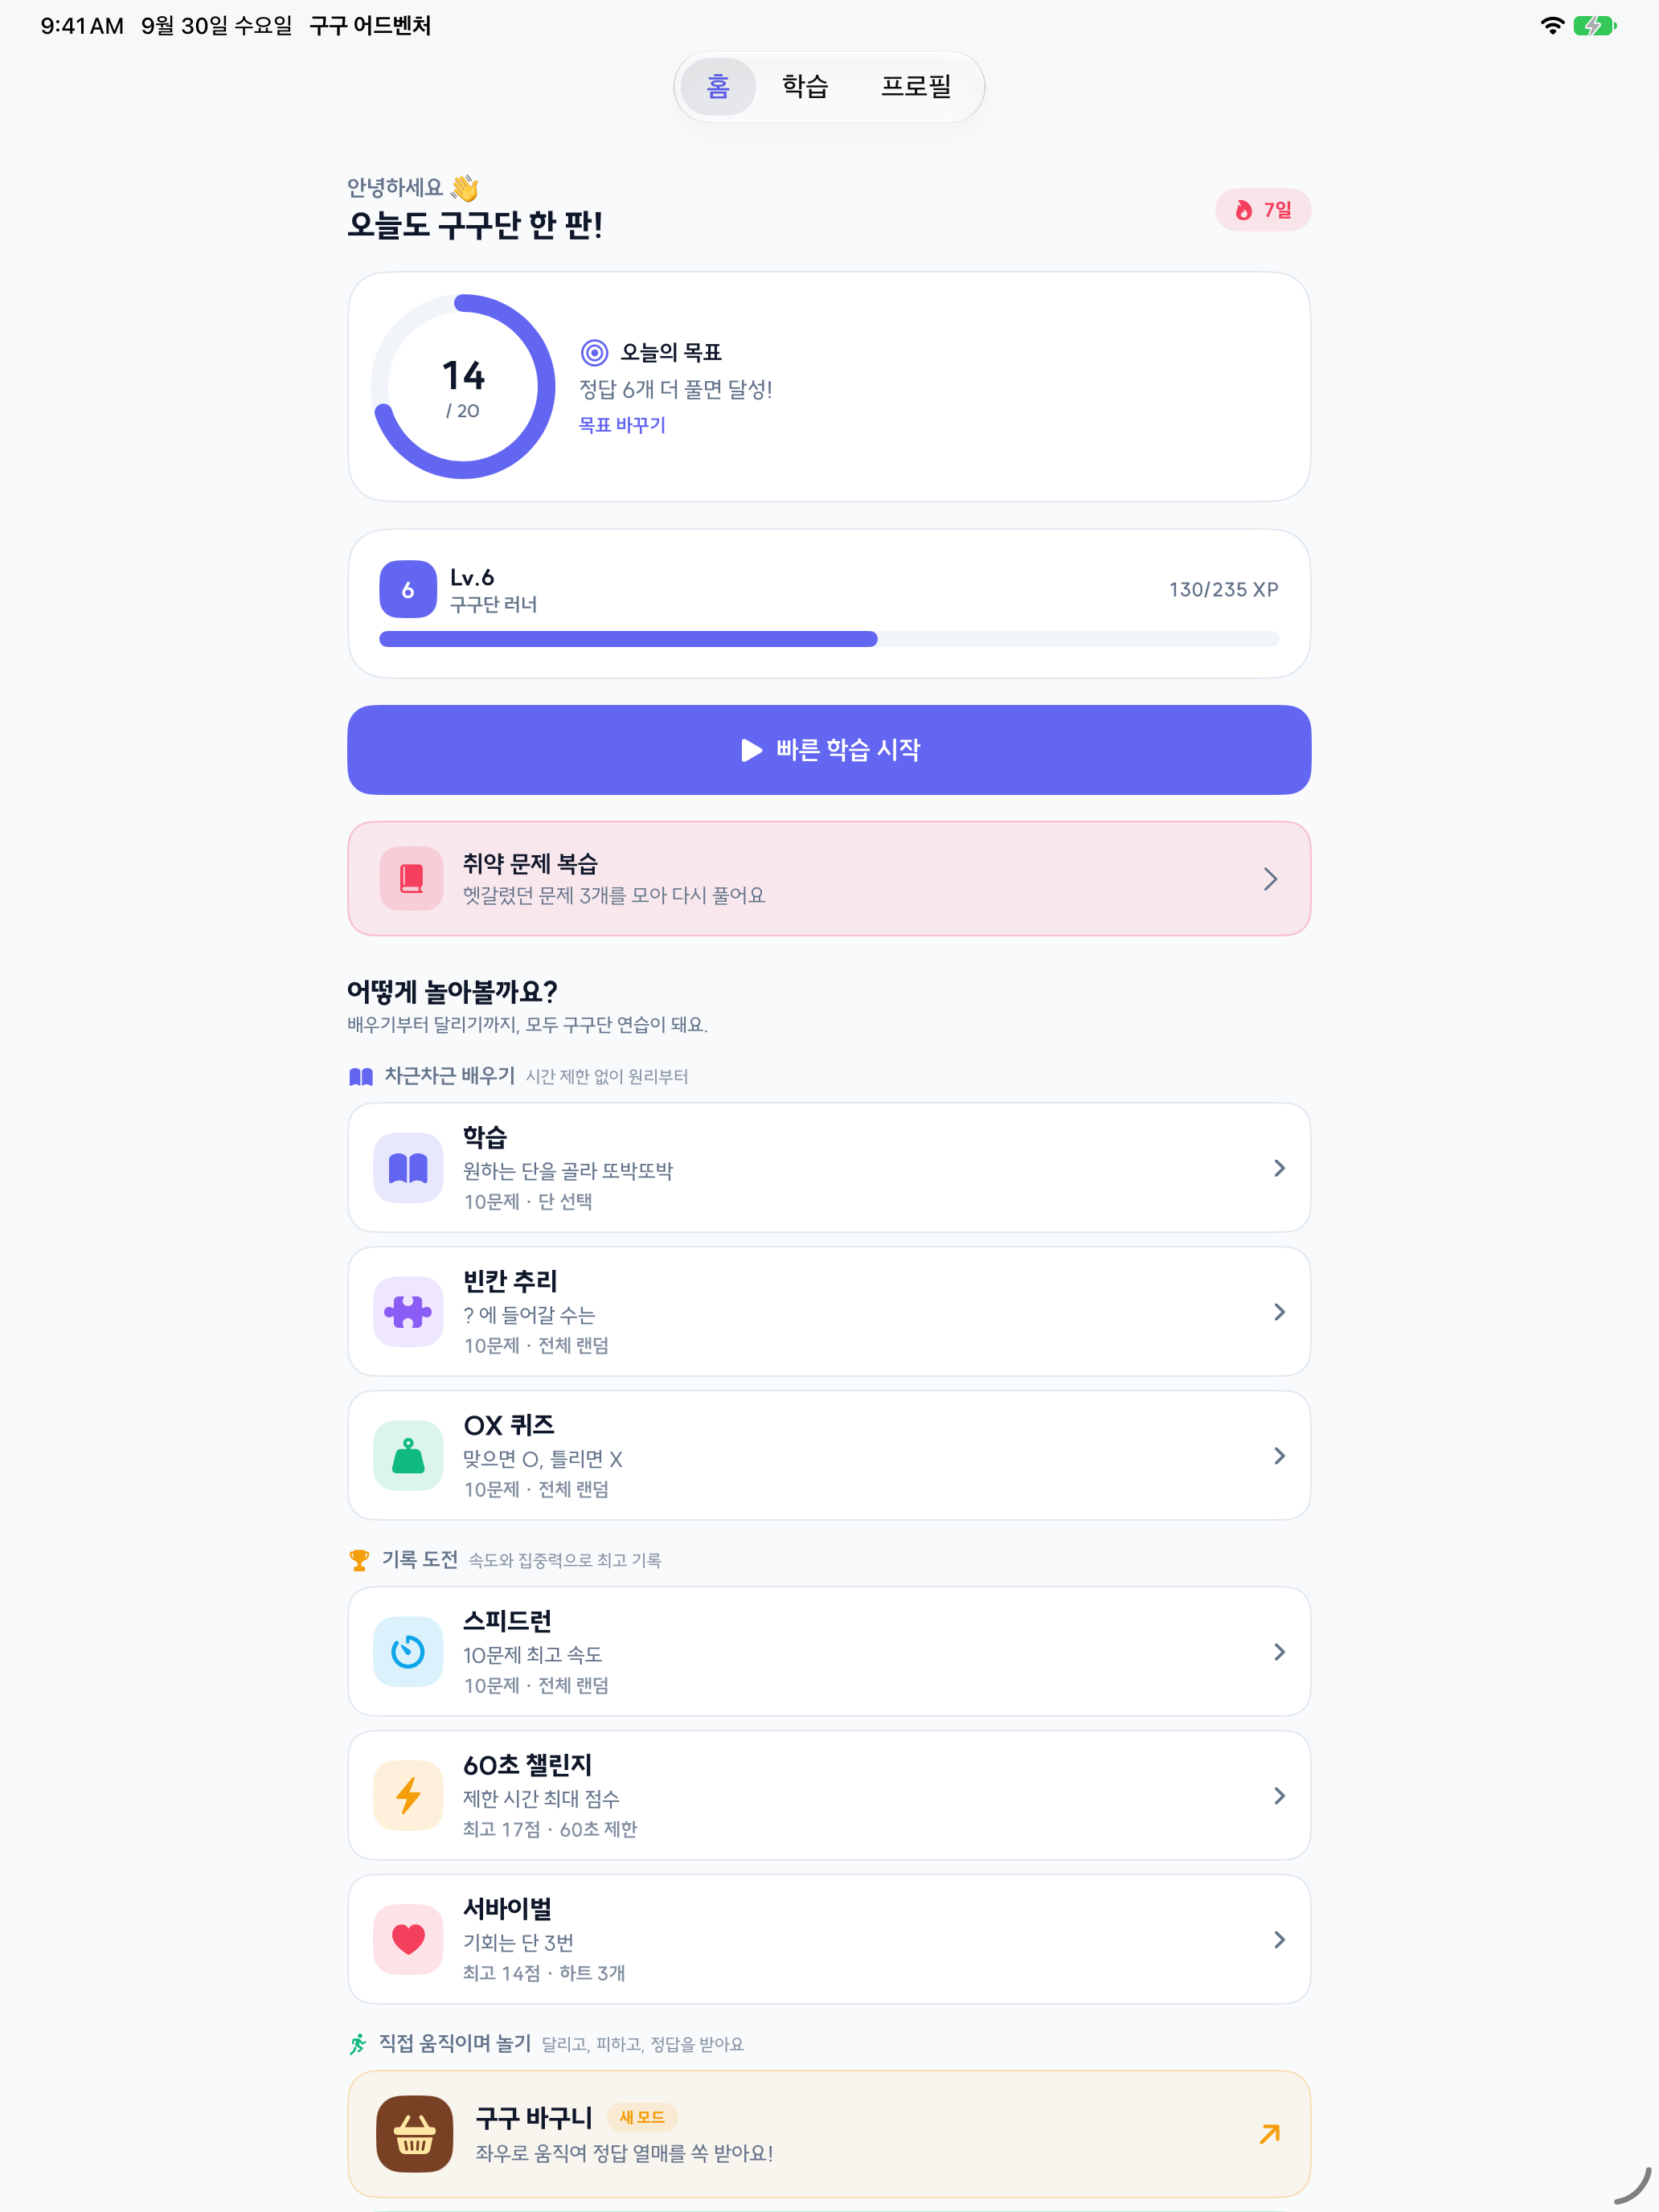 9:41 AM 9월 30일 수요일 구구 어드벤처
홈 학습 프로필
안녕하세요 👋
오늘도 구구단 한 판!
7일
14
/ 20
오늘의 목표
정답 6개 더 풀면 달성!
목표 바꾸기
6
Lv.6
구구단 러너
130/235 XP
빠른 학습 시작
취약 문제 복습
헷갈렸던 문제 3개를 모아 다시 풀어요
어떻게 놀아볼까요?
배우기부터 달리기까지, 모두 구구단 연습이 돼요.
차근차근 배우기 시간 제한 없이 원리부터
학습
원하는 단을 골라 또박또박
10문제 · 단 선택
빈칸 추리
? 에 들어갈 수는
10문제 · 전체 랜덤
OX 퀴즈
맞으면 O, 틀리면 X
10문제 · 전체 랜덤
기록 도전 속도와 집중력으로 최고 기록
스피드런
10문제 최고 속도
10문제 · 전체 랜덤
60초 챌린지
제한 시간 최대 점수
최고 17점 · 60초 제한
서바이벌
기회는 단 3번
최고 14점 · 하트 3개
직접 움직이며 놀기 달리고, 피하고, 정답을 받아요
구구 바구니 새 모드
좌우로 움직여 정답 열매를 쏙 받아요!